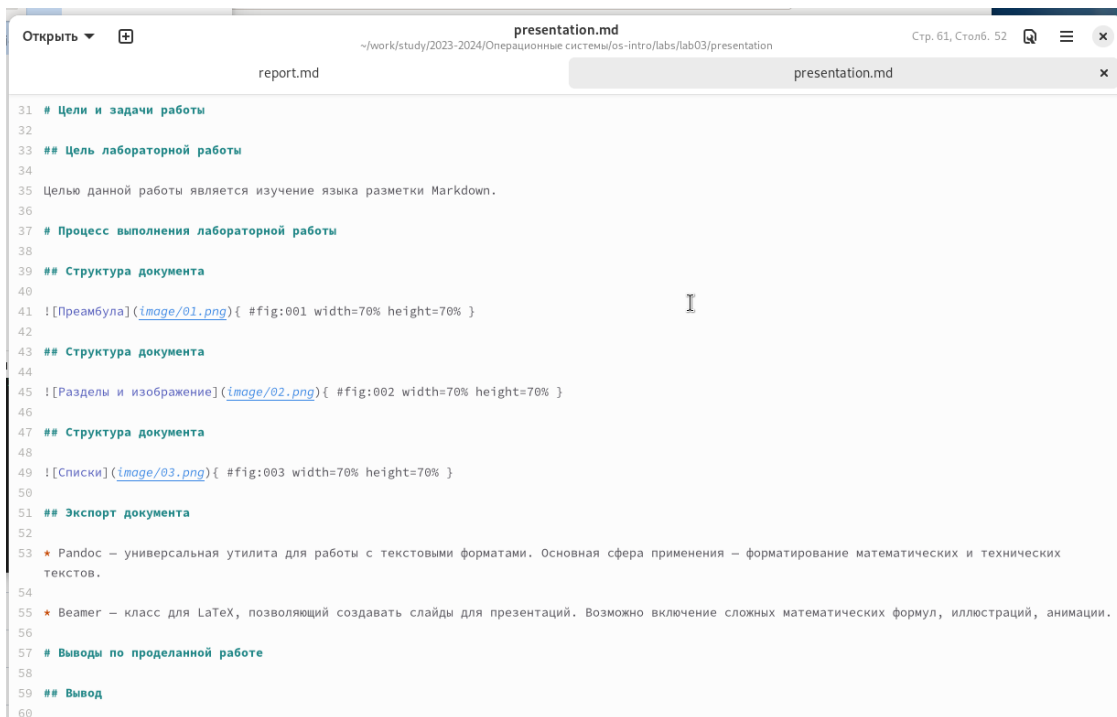 Открыть
presentation.md
~/work/study/2023-2024/Операционные системы/os-intro/labs/lab03/presentation
Стр. 61, Столб. 52
report.md
presentation.md
31 # Цели и задачи работы
32
33 ## Цель лабораторной работы
34
35 Целью данной работы является изучение языка разметки Markdown.
36
37 # Процесс выполнения лабораторной работы
38
39 ## Структура документа
40
41 ![Преамбула](image/01.png){ #fig:001 width=70% height=70% }
42
43 ## Структура документа
44
45 ![Разделы и изображение](image/02.png){ #fig:002 width=70% height=70% }
46
47 ## Структура документа
48
49 ![Списки](image/03.png){ #fig:003 width=70% height=70% }
50
51 ## Экспорт документа
52
53 * Pandoc — универсальная утилита для работы с текстовыми форматами. Основная сфера применения — форматирование математических и технических
текстов.
54
55 * Beamer — класс для LaTeX, позволяющий создавать слайды для презентаций. Возможно включение сложных математических формул, иллюстраций, анимации.
56
57 # Выводы по проделанной работе
58
59 ## Вывод
60